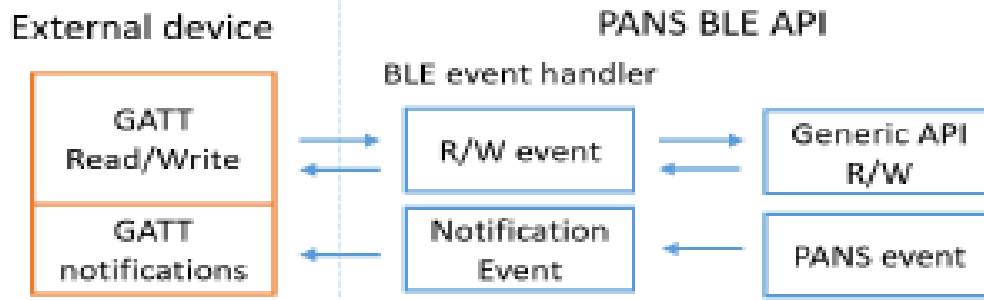 External device
PANS BLE API
BLE event handler
GATT
Read/Write
R/W event
Generic API
R/W
GATT
notifications
Notification
Event
PANS event